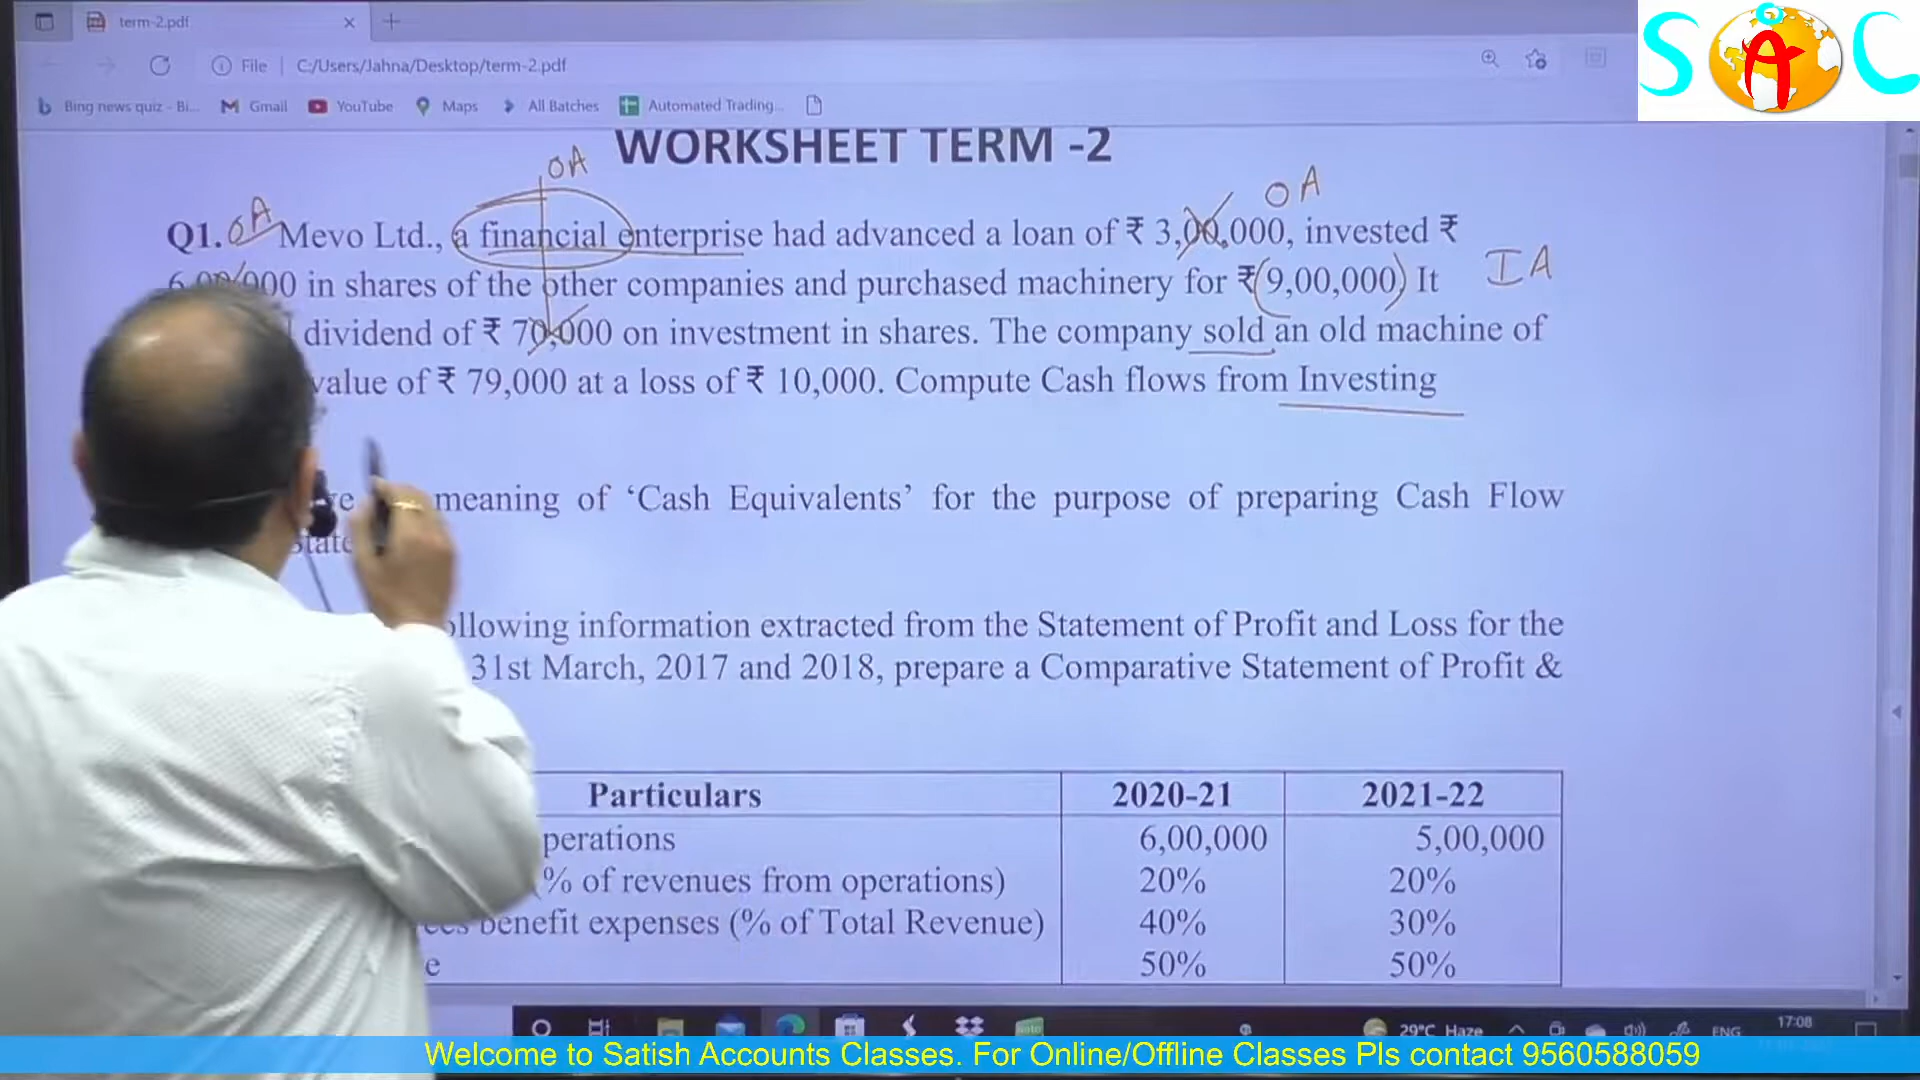 term-2.pdf
File
C:/Users/Jahna/Desktop/term-2.pdf
Bing news quiz - Bi...
Gmail
YouTube
Maps
All Batches
Automated Trading...
SAC
WORKSHEET TERM -2
OA
OA
OA
Q1. Mevo Ltd., a financial enterprise had advanced a loan of ₹ 3,00,000, invested ₹
6,00,000 in shares of the other companies and purchased machinery for ₹ (9,00,000) It
IA
dividend of ₹ 70,000 on investment in shares. The company sold an old machine of
value of ₹ 79,000 at a loss of ₹ 10,000. Compute Cash flows from Investing
meaning of ‘Cash Equivalents’ for the purpose of preparing Cash Flow
ollowing information extracted from the Statement of Profit and Loss for the
31st March, 2017 and 2018, prepare a Comparative Statement of Profit &
Particulars 2020-21 2021-22
perations 6,00,000 5,00,000
(% of revenues from operations) 20% 20%
benefit expenses (% of Total Revenue) 40% 30%
e 50% 50%
29°C Haze
ENG
17:08
Welcome to Satish Accounts Classes. For Online/Offline Classes Pls contact 9560588059